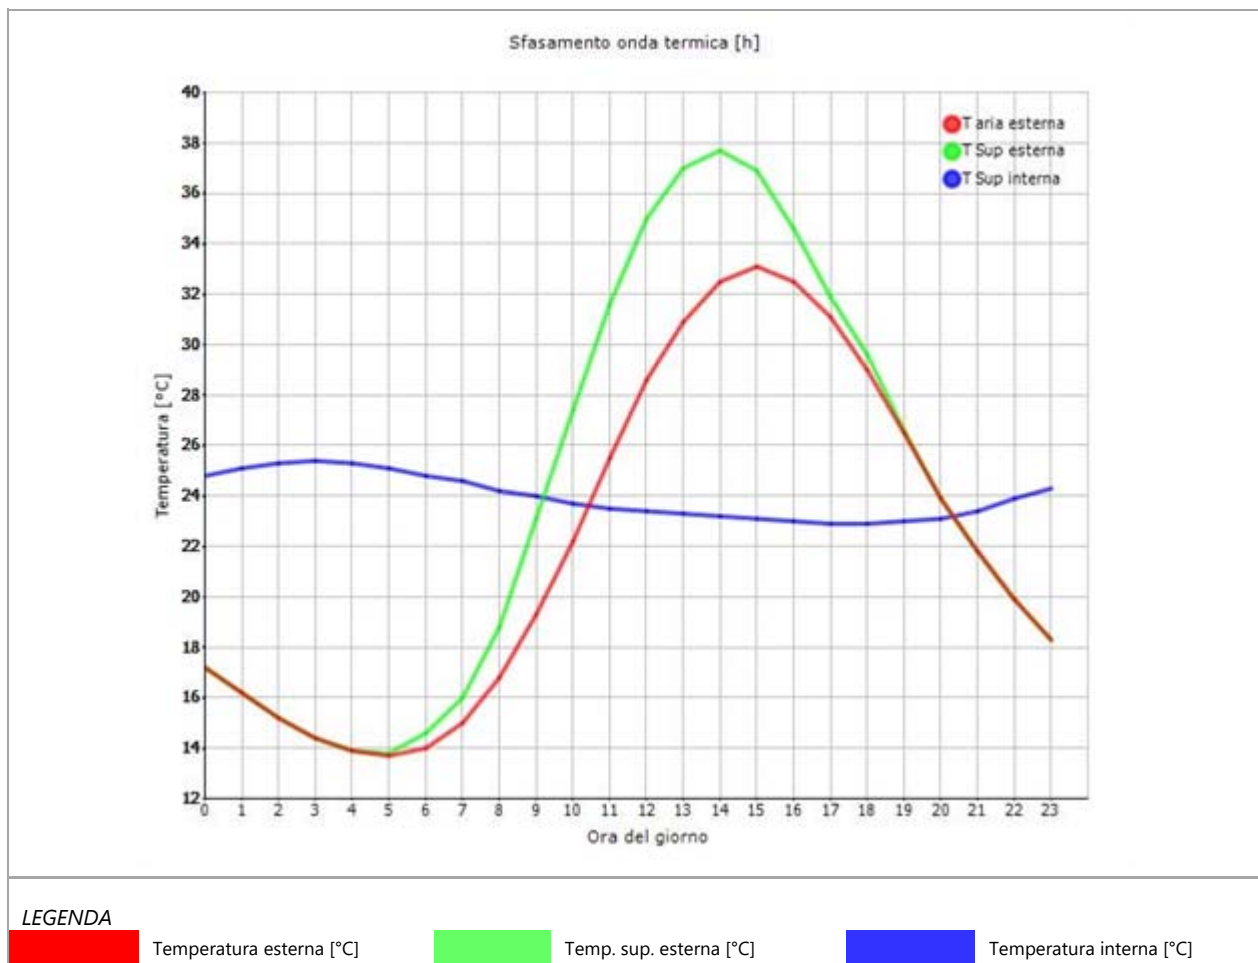 Sfasamento onda termica [h]
40
38
36
34
32
30
28
26
24
22
20
18
16
14
12
T aria esterna
T Sup esterna
T Sup interna
Temperatura [°C]
0 1 2 3 4 5 6 7 8 9 10 11 12 13 14 15 16 17 18 19 20 21 22 23
Ora del giorno
LEGENDA
Temperatura esterna [°C] Temp. sup. esterna [°C] Temperatura interna [°C]